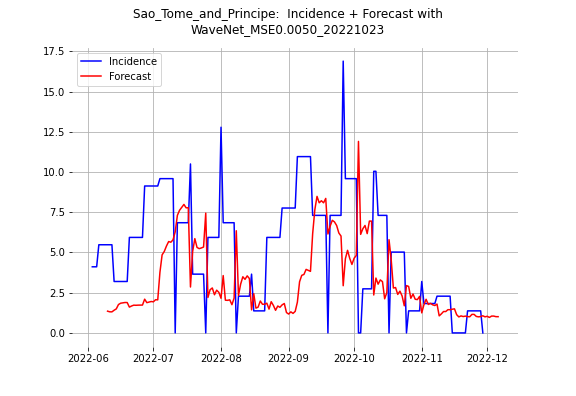 Sao_Tome_and_Principe:  Incidence + Forecast with
WaveNet_MSE0.0050_20221023
Incidence
Forecast
17.5
15.0
12.5
10.0
7.5
5.0
2.5
0.0
2022-06 2022-07 2022-08 2022-09 2022-10 2022-11 2022-12